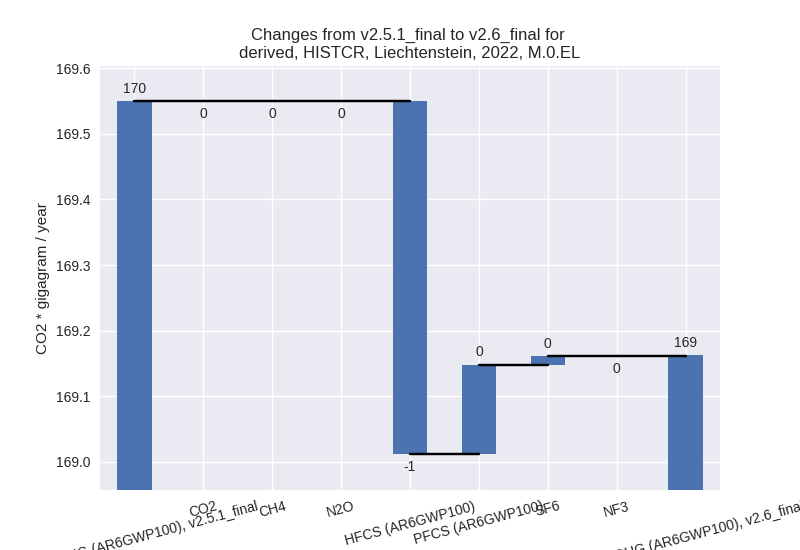 Changes from v2.5.1_final to v2.6_final for
derived, HISTCR, Liechtenstein, 2022, M.0.EL
CO2 * gigagram / year
169.6
169.5
169.4
169.3
169.2
169.1
169.0
170
0
0
0
-1
0
0
0
169
(AR6GWP100), v2.5.1_final
CO2
CH4
N2O
HFCS (AR6GWP100)
PFCS (AR6GWP100)
SF6
NF3
(AR6GWP100), v2.6_final